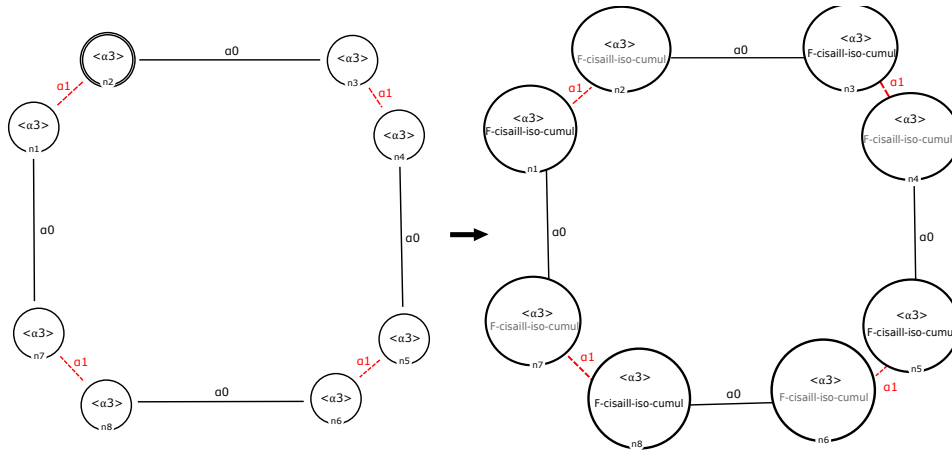 <α3>
n2
α0
<α3>
n3
α1
α1
<α3>
n1
<α3>
n4
α0
α0
<α3>
n7
<α3>
n5
α1
α1
<α3>
n8
α0
<α3>
n6
<α3>
F-cisaill-iso-cumul
n2
α0
<α3>
F-cisaill-iso-cumul
n3
α1
α1
<α3>
F-cisaill-iso-cumul
n1
<α3>
F-cisaill-iso-cumul
n4
α0
α0
<α3>
F-cisaill-iso-cumul
n7
<α3>
F-cisaill-iso-cumul
n5
α1
α1
<α3>
F-cisaill-iso-cumul
n8
α0
<α3>
F-cisaill-iso-cumul
n6